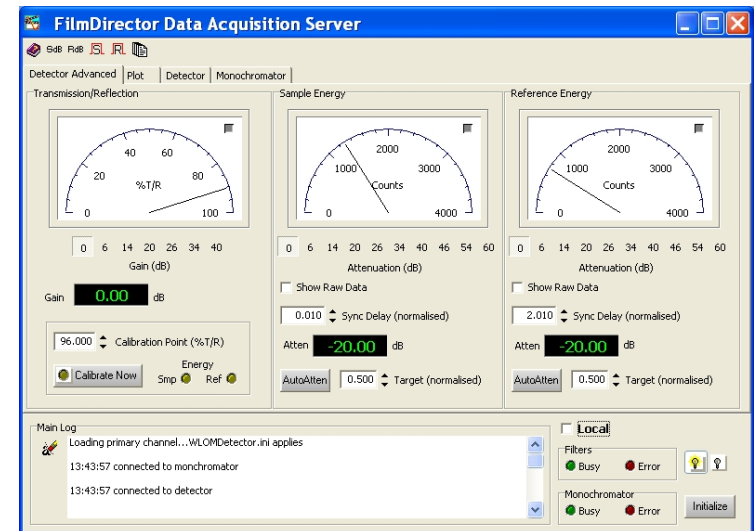 FilmDirector Data Acquisition Server
SdB RdB S R
Detector Advanced Plot Detector Monochromator
Transmission/Reflection
0 20 40 60 80 100
%T/R
0 6 14 20 26 34 40
Gain (dB)
Gain 0.00 dB
96.000 Calibration Point (%T/R)
Calibrate Now
Energy
Smp Ref
Sample Energy
0 1000 2000 3000 4000
Counts
0 6 14 20 26 34 40 46 54 60
Attenuation (dB)
Show Raw Data
0.010 Sync Delay (normalised)
Atten -20.00 dB
AutoAtten 0.500 Target (normalised)
Reference Energy
0 1000 2000 3000 4000
Counts
0 6 14 20 26 34 40 46 54 60
Attenuation (dB)
Show Raw Data
2.010 Sync Delay (normalised)
Atten -20.00 dB
AutoAtten 0.500 Target (normalised)
Main Log
Loading primary channel...WLOMDetector.ini applies
13:43:57 connected to monchromator
13:43:57 connected to detector
Local
Filters
Busy Error
Monochromator
Busy Error
Initialize